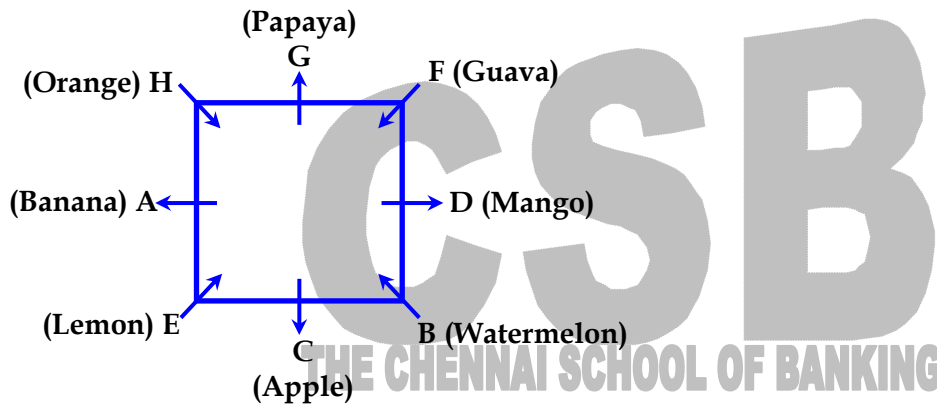 (Papaya)
G
(Orange) H
F (Guava)
(Banana) A
D (Mango)
(Lemon) E
B (Watermelon)
C
(Apple)
CSB
THE CHENNAI SCHOOL OF BANKING